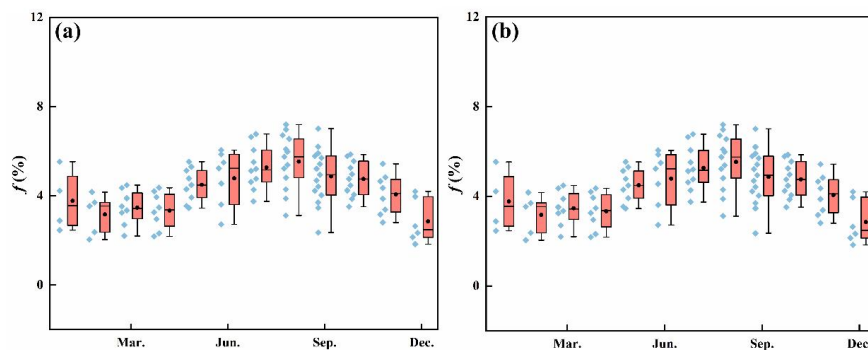 12
(a)
8
f (%)
4
0
Mar.
Jun.
Sep.
Dec.
12
(b)
8
f (%)
4
0
Mar.
Jun.
Sep.
Dec.